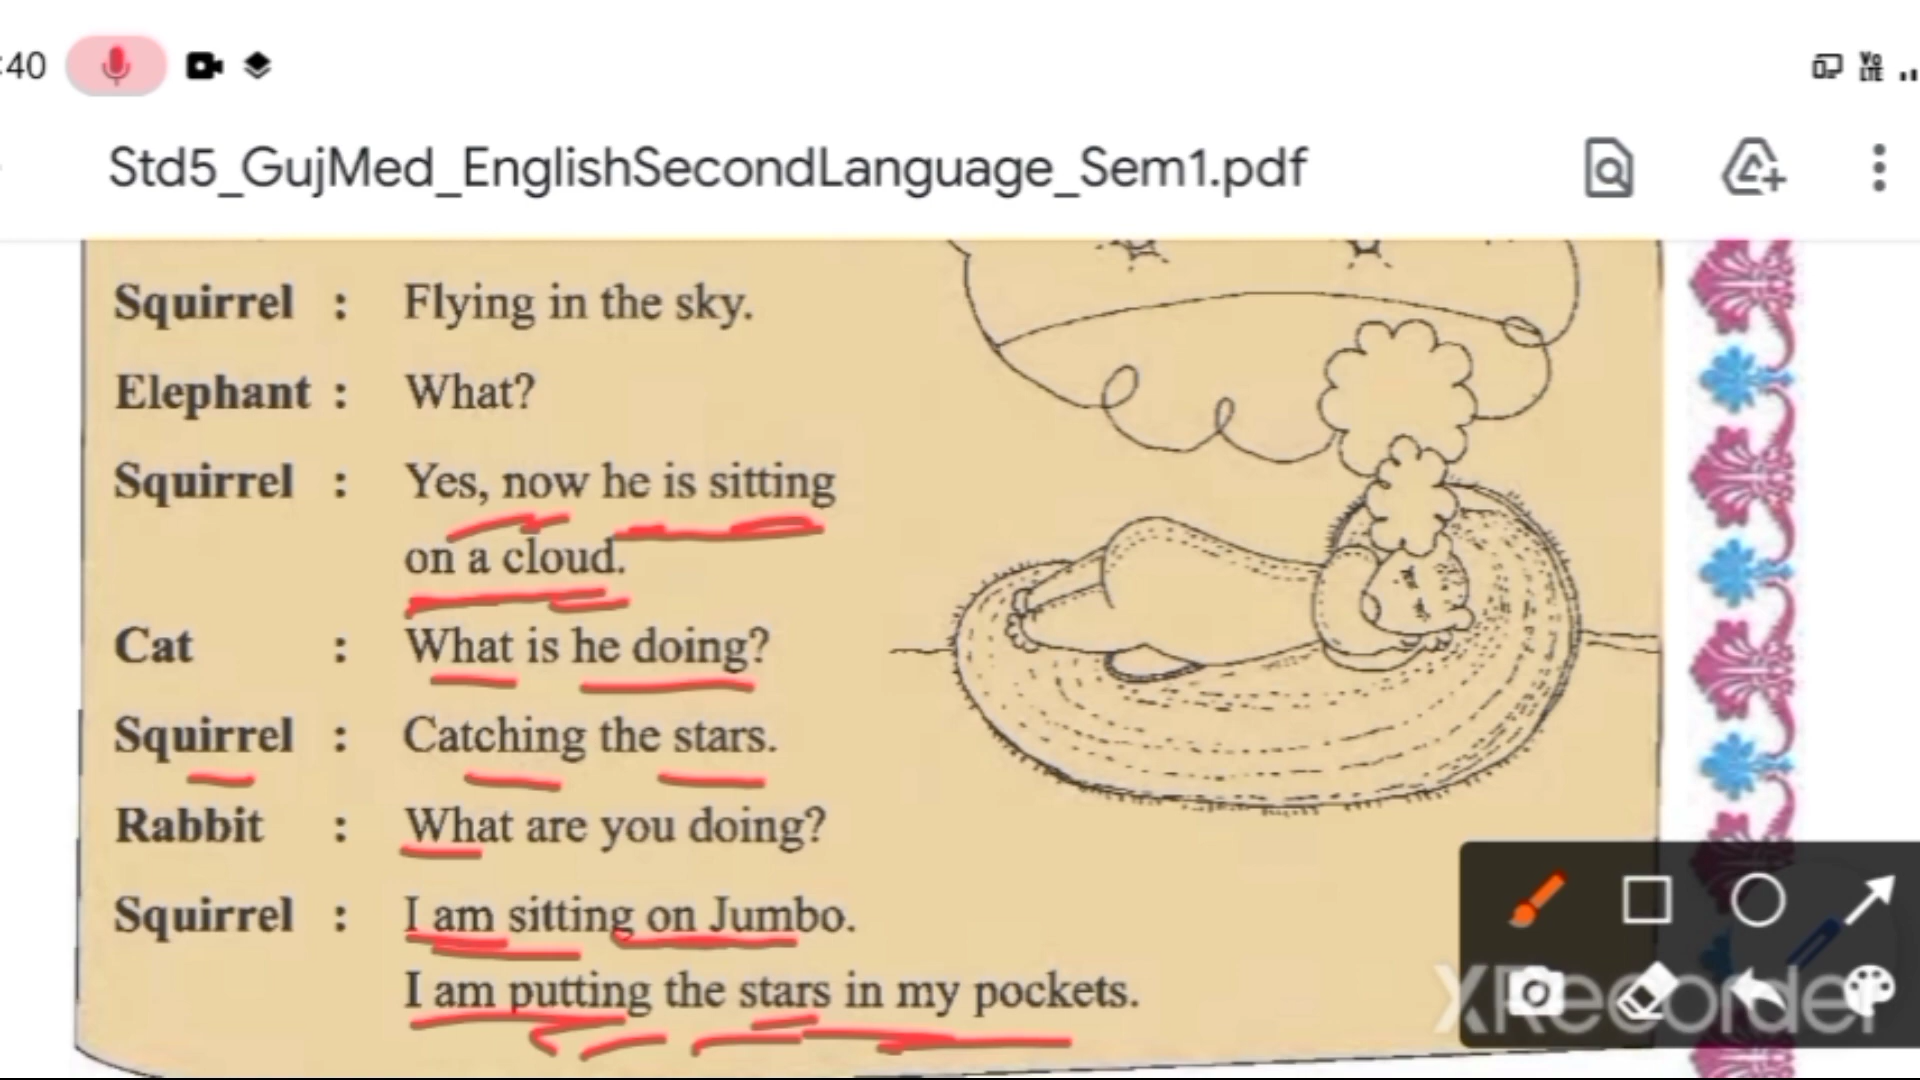 :40
Vo
LTE
Std5_GujMed_EnglishSecondLanguage_Sem1.pdf
Squirrel : Flying in the sky.
Elephant : What?
Squirrel : Yes, now he is sitting
on a cloud.
Cat : What is he doing?
Squirrel : Catching the stars.
Rabbit : What are you doing?
Squirrel : I am sitting on Jumbo.
I am putting the stars in my pockets.
XRecorder